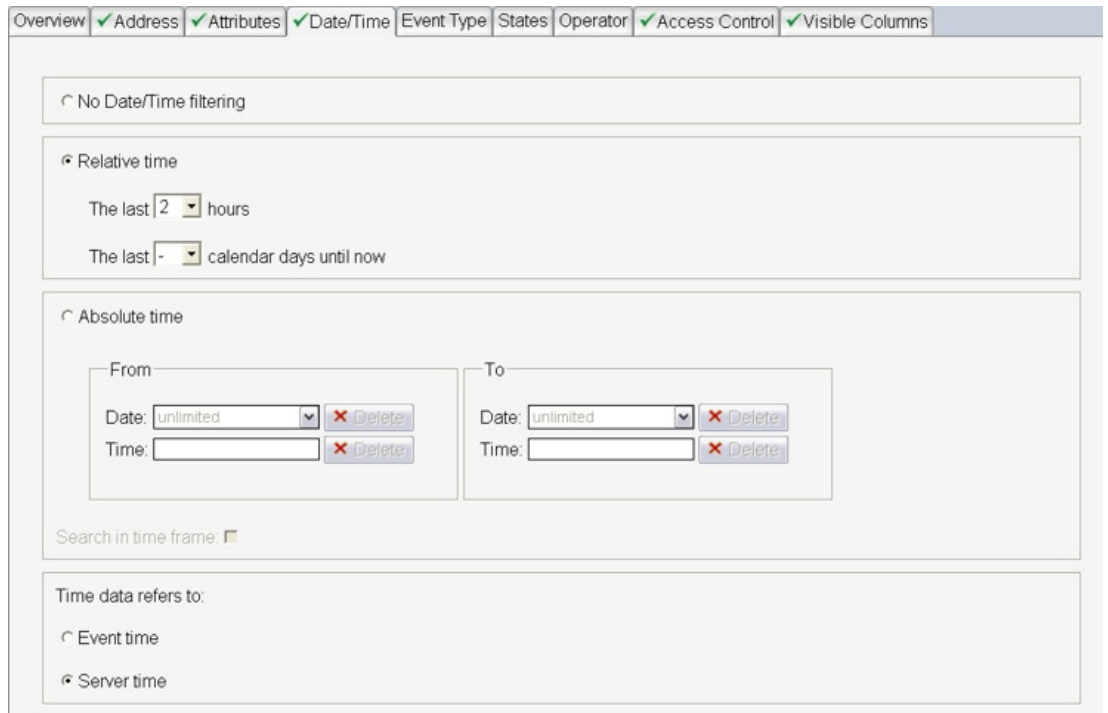 Overview Address Attributes Date/Time Event Type States Operator Access Control Visible Columns
No Date/Time filtering
Relative time
The last 2 hours
The last - calendar days until now
Absolute time
From To
Date: unlimited Delete Date: unlimited Delete
Time: Delete Time: Delete
Search in time frame:
Time data refers to:
Event time
Server time